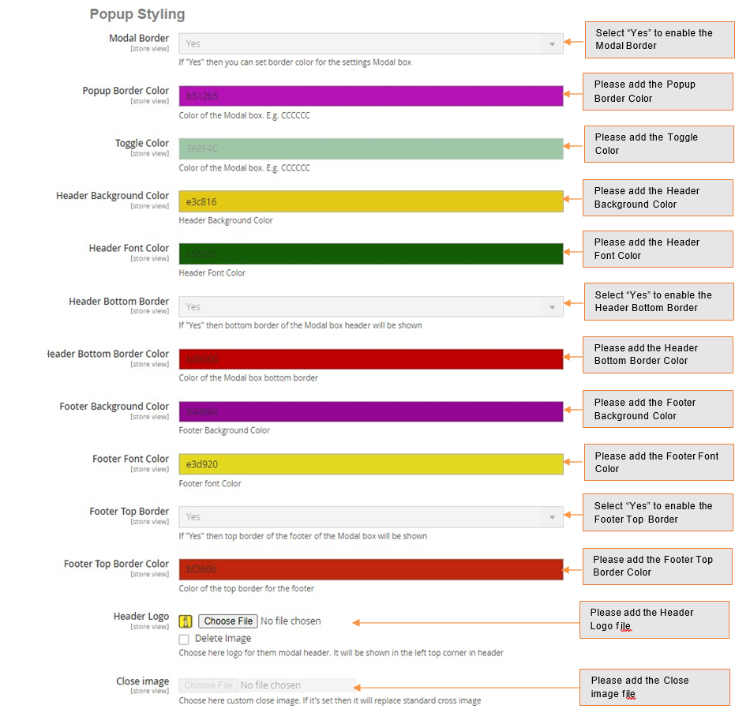 Popup Styling
Modal Border
[store view]
Yes
If "Yes" then you can set border color for the settings Modal box
Select “Yes” to enable the
Modal Border
Popup Border Color
[store view]
b512b5
Color of the Modal box. E.g. CCCCCC
Please add the Popup
Border Color
Toggle Color
[store view]
3A8F4C
Color of the Modal box. E.g. CCCCCC
Please add the Toggle
Color
Header Background Color
[store view]
e3c816
Header Background Color
Please add the Header
Background Color
Header Font Color
[store view]
Header Font Color
Please add the Header
Font Color
Header Bottom Border
[store view]
Yes
If "Yes" then bottom border of the Modal box header will be shown
Select “Yes” to enable the
Header Bottom Border
Header Bottom Border Color
[store view]
Color of the Modal box bottom border
Please add the Header
Bottom Border Color
Footer Background Color
[store view]
Footer Background Color
Please add the Footer
Background Color
Footer Font Color
[store view]
e3d920
Footer font Color
Please add the Footer Font
Color
Footer Top Border
[store view]
Yes
If "Yes" then top border of the footer of the Modal box will be shown
Select “Yes” to enable the
Footer Top Border
Footer Top Border Color
[store view]
bf260b
Color of the top border for the footer
Please add the Footer Top
Border Color
Header Logo
[store view]
Choose File No file chosen
Delete Image
Choose here logo for them modal header. It will be shown in the left top corner in header
Please add the Header
Logo file
Close image
[store view]
Choose File No file chosen
Choose here custom close image. If it's set then it will replace standard cross image
Please add the Close
image file